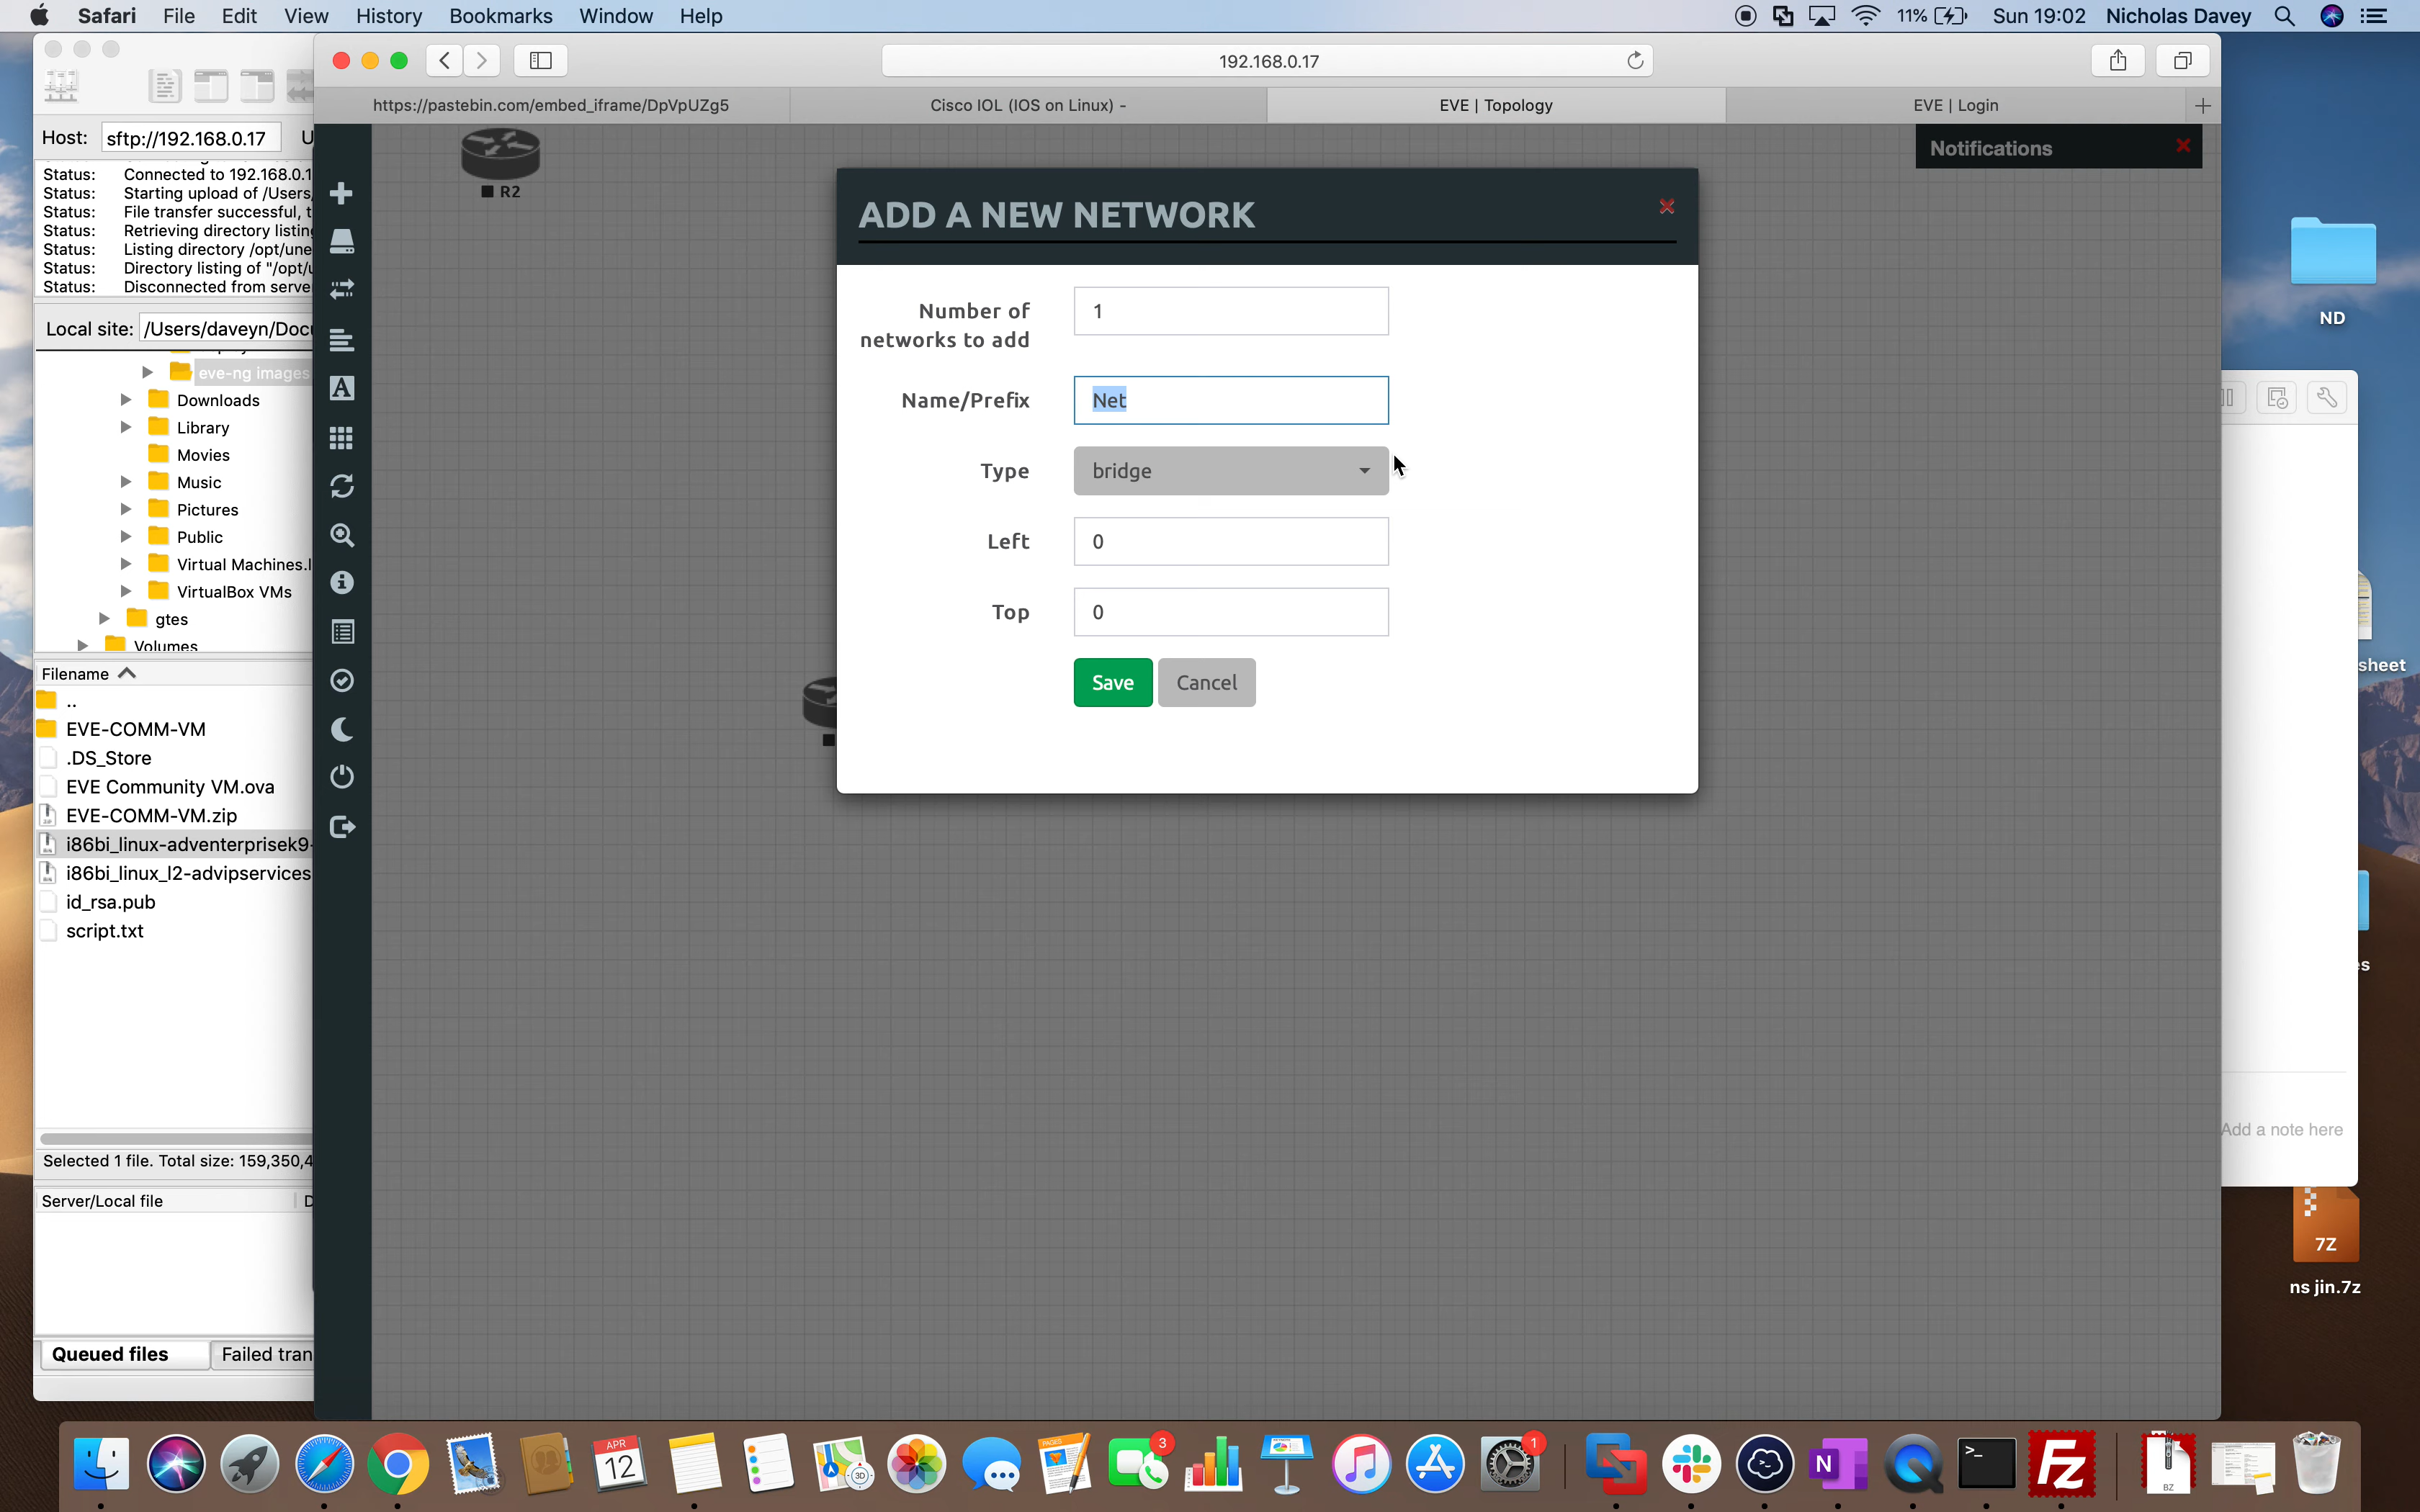 Safari File Edit View History Bookmarks Window Help
11% Sun 19:02 Nicholas Davey
192.168.0.17
https://pastebin.com/embed_iframe/DpVpUZg5
Cisco IOL (IOS on Linux) -
EVE | Topology
EVE | Login
Host: sftp://192.168.0.17 U
Status: Connected to 192.168.0.1
Status: Starting upload of /Users
Status: File transfer successful, t
Status: Retrieving directory listin
Status: Listing directory /opt/une
Status: Directory listing of "/opt/u
Status: Disconnected from serve
Local site: /Users/daveyn/Docu
eve-ng images
Downloads
Library
Movies
Music
Pictures
Public
Virtual Machines.l
VirtualBox VMs
gtes
Volumes
Filename
..
EVE-COMM-VM
.DS_Store
EVE Community VM.ova
EVE-COMM-VM.zip
i86bi_linux-adventerprisek9-
i86bi_linux_l2-advipservices
id_rsa.pub
script.txt
Selected 1 file. Total size: 159,350,4
Server/Local file D
Queued files Failed tran
R2
Notifications
ADD A NEW NETWORK
Number of
networks to add
1
Name/Prefix Net
Type bridge
Left 0
Top 0
Save Cancel
ND
sheet
Add a note here
7Z
ns jin.7z
APR
12
PAGES
3D
3
1
N
>_
FZ
BZ